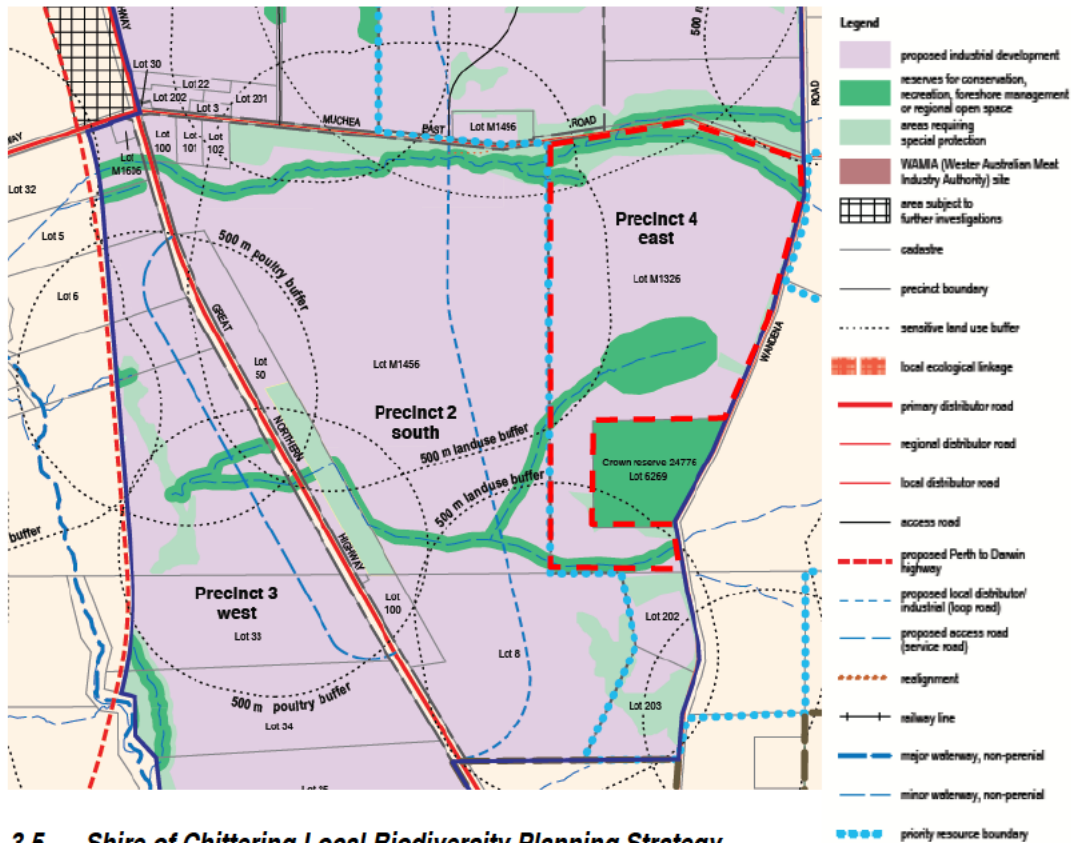 HWAY
500 m
Lot 30
Lot 22
Lot 202
Lot 201
Lot 3
MUCHEA EAST ROAD
Lot M1456
ROAD
WAY
Lot 100
Lot 101
Lot 102
Lot M1606
Lot 32
Lot 5
Lot 6
Precinct 4 east
Lot M1326
500 m poultry buffer
GREAT NORTHERN HIGHWAY
WANDENA
Lot 50
Lot M1456
Precinct 2 south
500 m landuse buffer
500 m landuse buffer
Crown reserve 24776
Lot 6269
buffer
Precinct 3 west
Lot 33
Lot 100
Lot 202
Lot 8
500 m poultry buffer
Lot 34
Lot 203
Legend
proposed industrial development
reserves for conservation,
recreation, foreshore management
or regional open space
areas requiring
special protection
WAMIA (Wester Australian Meat
Industry Authority) site
area subject to
further investigations
cadastre
precinct boundary
sensitive land use buffer
local ecological linkage
primary distributor road
regional distributor road
local distributor road
access road
proposed Perth to Darwin
highway
proposed local distributor/
industrial (loop road)
proposed access road
(service road)
realignment
railway line
major waterway, non-perenial
minor waterway, non-perenial
priority resource boundary
3.5 Shire of Chittering Local Biodiversity Planning Strategy